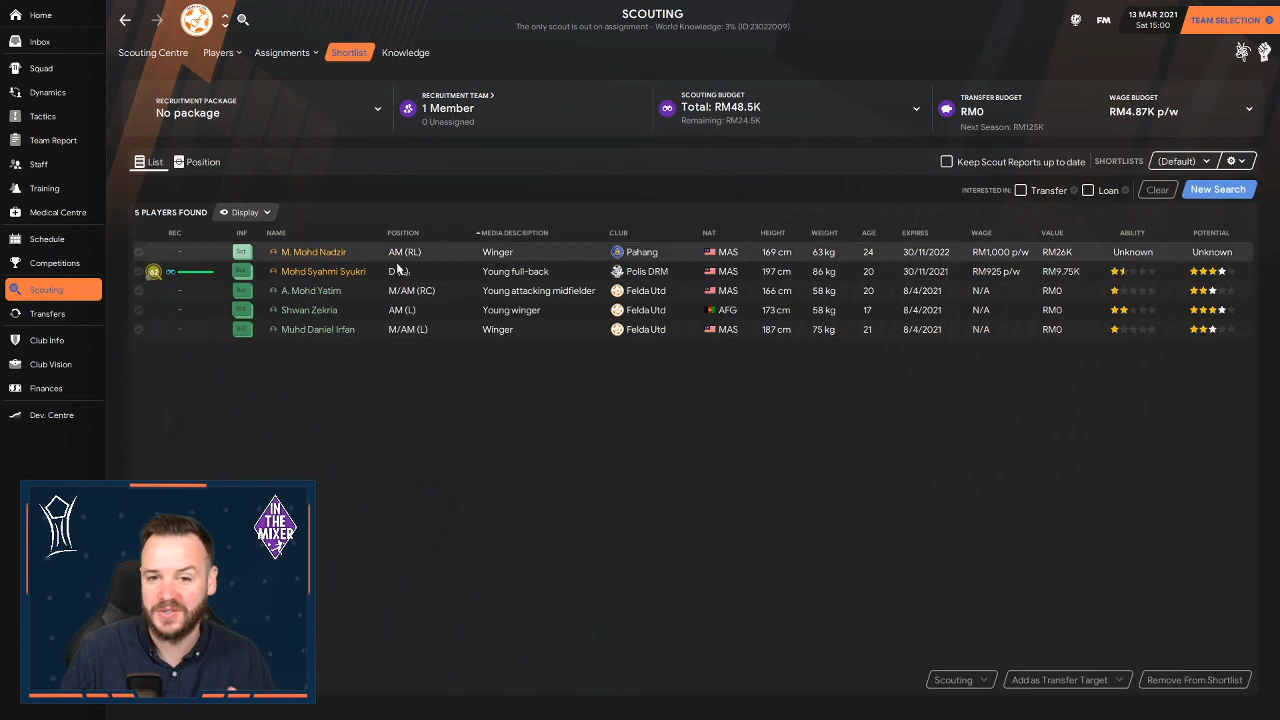 Home
SCOUTING
The only scout is out on assignment - World Knowledge: 3% (ID:23022009)
FM
13 MAR 2021
Sat 15:00
TEAM SELECTION
Inbox
Squad
Dynamics
Tactics
Team Report
Staff
Training
Medical Centre
Schedule
Competitions
Scouting
Transfers
Club Info
Club Vision
Finances
Dev. Centre
Scouting Centre Players Assignments Shortlist Knowledge
RECRUITMENT PACKAGE
No package
RECRUITMENT TEAM >
1 Member
0 Unassigned
SCOUTING BUDGET
Total: RM48.5K
Remaining: RM24.5K
TRANSFER BUDGET
RM0
Next Season: RM125K
WAGE BUDGET
RM4.87K p/w
List Position
Keep Scout Reports up to date SHORTLISTS (Default)
INTERESTED IN: Transfer Loan Clear New Search
5 PLAYERS FOUND Display
REC INF NAME POSITION MEDIA DESCRIPTION CLUB NAT HEIGHT WEIGHT AGE EXPIRES WAGE VALUE ABILITY POTENTIAL
- Sct M. Mohd Nadzir AM (RL) Winger Pahang MAS 169 cm 63 kg 24 30/11/2022 RM1,000 p/w RM26K Unknown Unknown
62 Mohd Syahmi Syukri D Young full-back Polis DRM MAS 197 cm 86 kg 20 30/11/2021 RM925 p/w RM9.75K
- A. Mohd Yatim M/AM (RC) Young attacking midfielder Felda Utd MAS 166 cm 58 kg 20 8/4/2021 N/A RM0
- Shwan Zekria AM (L) Young winger Felda Utd AFG 173 cm 58 kg 17 8/4/2021 N/A RM0
- Muhd Daniel Irfan M/AM (L) Winger Felda Utd MAS 187 cm 75 kg 21 8/4/2021 N/A RM0
IN
THE
MIXER
Scouting Add as Transfer Target Remove From Shortlist